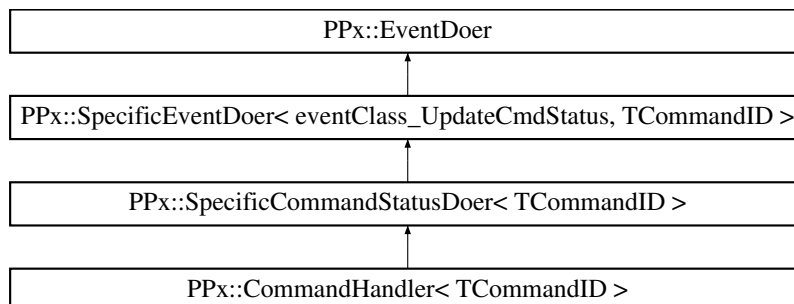 PPx::EventDoer
PPx::SpecificEventDoer< eventClass_UpdateCmdStatus, TCommandID >
PPx::SpecificCommandStatusDoer< TCommandID >
PPx::CommandHandler< TCommandID >